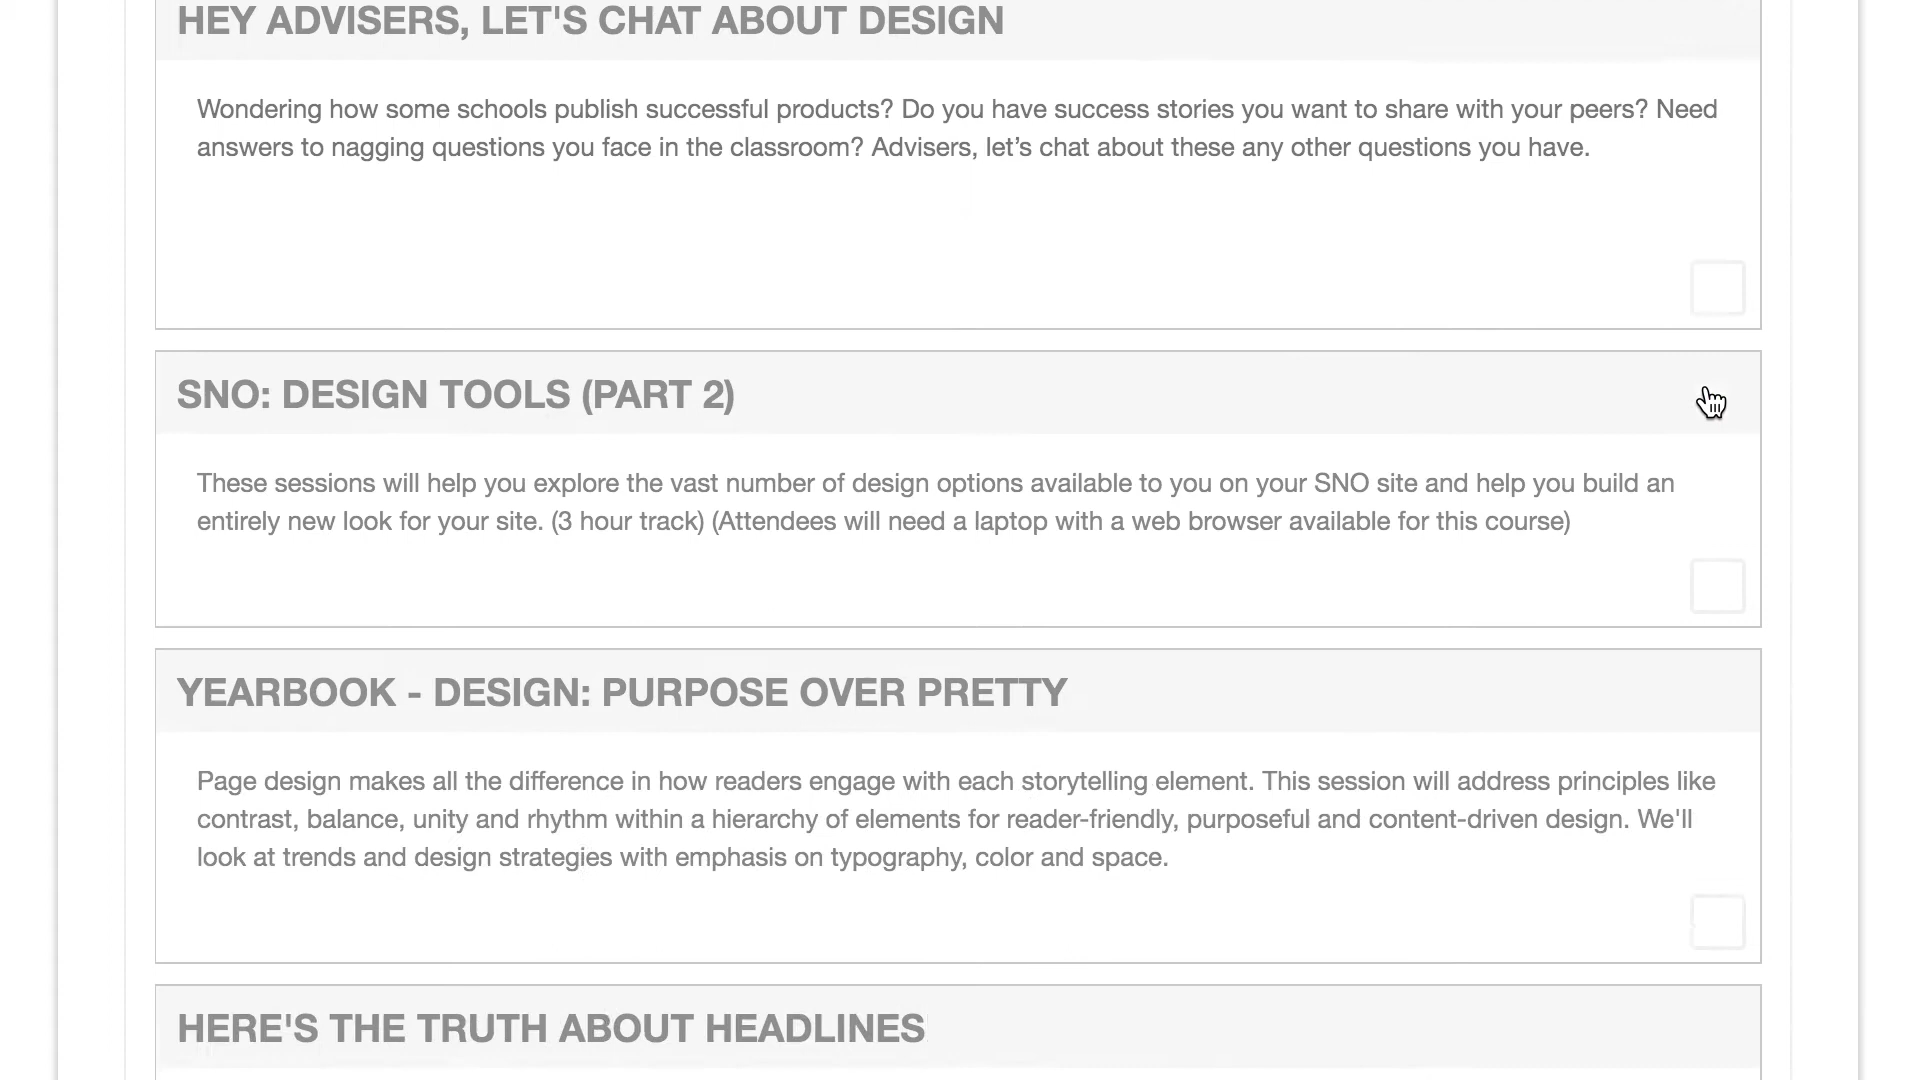 HEY ADVISERS, LET'S CHAT ABOUT DESIGN
Wondering how some schools publish successful products? Do you have success stories you want to share with your peers? Need
answers to nagging questions you face in the classroom? Advisers, let’s chat about these any other questions you have.
SNO: DESIGN TOOLS (PART 2)
These sessions will help you explore the vast number of design options available to you on your SNO site and help you build an
entirely new look for your site. (3 hour track) (Attendees will need a laptop with a web browser available for this course)
YEARBOOK - DESIGN: PURPOSE OVER PRETTY
Page design makes all the difference in how readers engage with each storytelling element. This session will address principles like
contrast, balance, unity and rhythm within a hierarchy of elements for reader-friendly, purposeful and content-driven design. We'll
look at trends and design strategies with emphasis on typography, color and space.
HERE'S THE TRUTH ABOUT HEADLINES